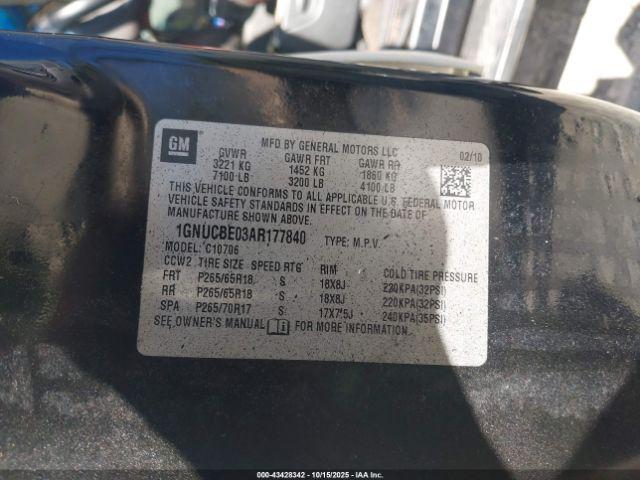 GM
MFD BY GENERAL MOTORS LLC
02/10
GVWR GAWR FRT GAWR RR
3221 KG 1452 KG 1860 KG
7100 LB 3200 LB 4100 LB
THIS VEHICLE CONFORMS TO ALL APPLICABLE U.S. FEDERAL MOTOR
VEHICLE SAFETY STANDARDS IN EFFECT ON THE DATE OF
MANUFACTURE SHOWN ABOVE.
1GNUCBE03AR177840 TYPE: M.P.V.
MODEL: C10706
CCW2 TIRE SIZE SPEED RTG RIM COLD TIRE PRESSURE
FRT P265/65R18 S 18X8J 230KPA(32PSI)
RR P265/65R18 S 18X8J 220KPA(32PSI)
SPA P265/70R17 S 17X7.5J 240KPA(35PSI)
SEE OWNER'S MANUAL FOR MORE INFORMATION.
000-43428342 - 10/15/2025 - IAAI.COM